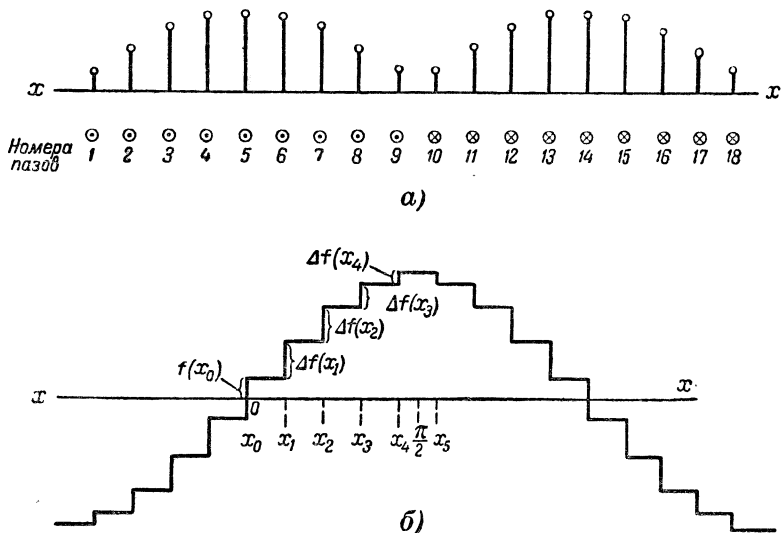 x x
Номера пазов 1 2 3 4 5 6 7 8 9 10 11 12 13 14 15 16 17 18
а)
Δf(x₄)
Δf(x₃)
Δf(x₂)
f(x₀) Δf(x₁)
x 0 x
x₀ x₁ x₂ x₃ x₄ π/2 x₅
б)